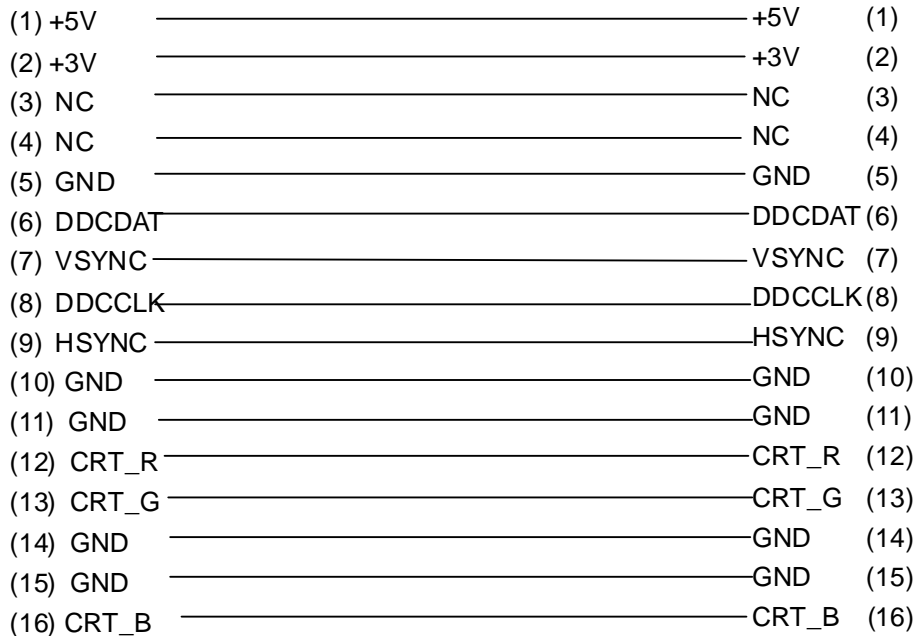 (1) +5V +5V (1)
(2) +3V +3V (2)
(3) NC NC (3)
(4) NC NC (4)
(5) GND GND (5)
(6) DDCDAT DDCDAT (6)
(7) VSYNC VSYNC (7)
(8) DDCCLK DDCCLK (8)
(9) HSYNC HSYNC (9)
(10) GND GND (10)
(11) GND GND (11)
(12) CRT_R CRT_R (12)
(13) CRT_G CRT_G (13)
(14) GND GND (14)
(15) GND GND (15)
(16) CRT_B CRT_B (16)